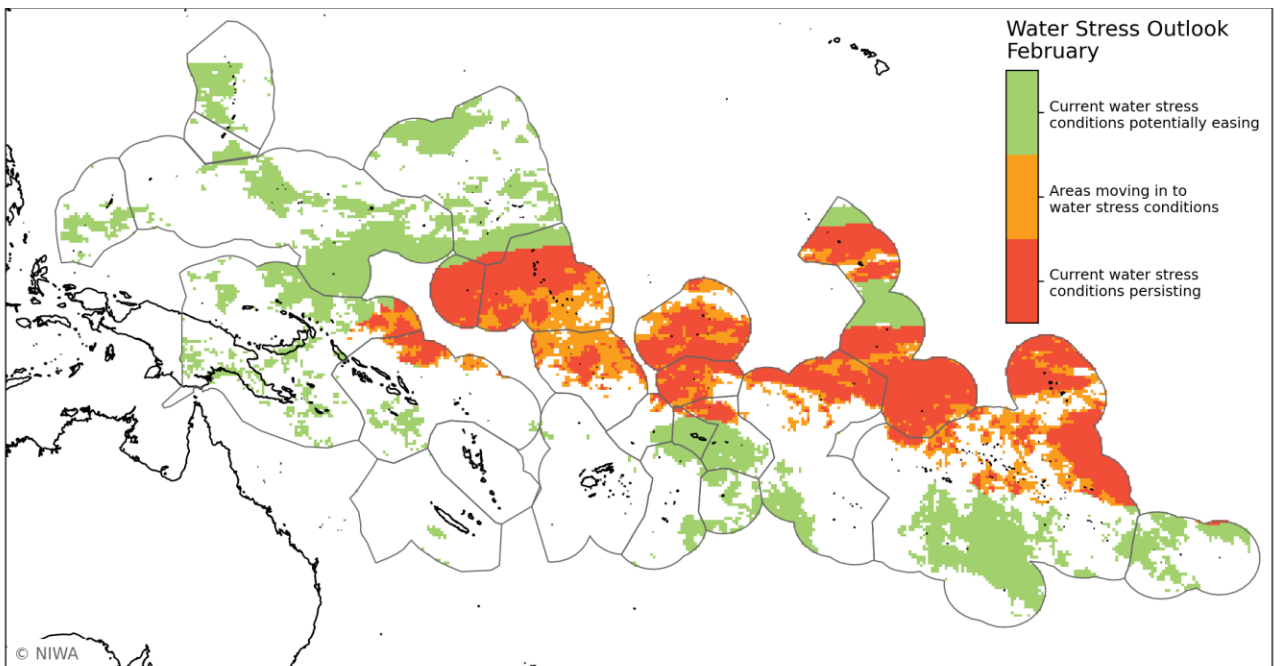 Water Stress Outlook
February
Current water stress
conditions potentially easing
Areas moving in to
water stress conditions
Current water stress
conditions persisting
© NIWA